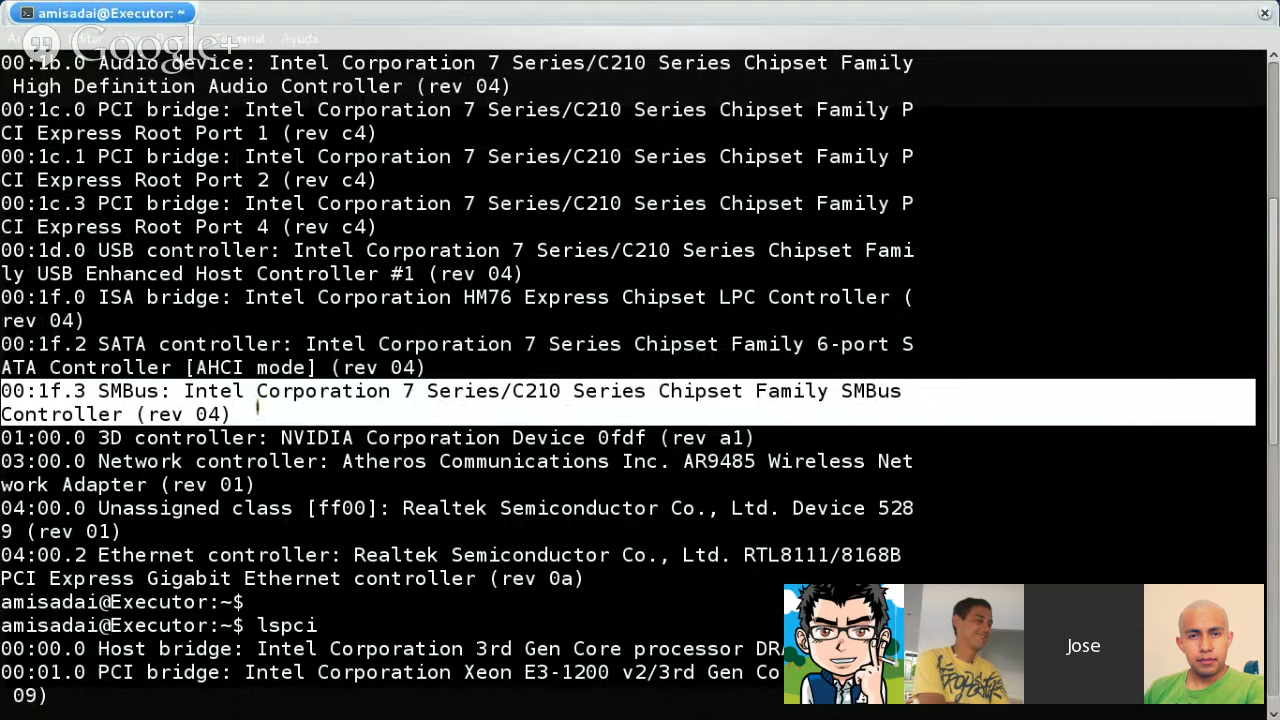 amisadai@Executor: ~
Google+
Editar
Terminal Ayuda
00:1b.0 Audio device: Intel Corporation 7 Series/C210 Series Chipset Family
High Definition Audio Controller (rev 04)
00:1c.0 PCI bridge: Intel Corporation 7 Series/C210 Series Chipset Family P
CI Express Root Port 1 (rev c4)
00:1c.1 PCI bridge: Intel Corporation 7 Series/C210 Series Chipset Family P
CI Express Root Port 2 (rev c4)
00:1c.3 PCI bridge: Intel Corporation 7 Series/C210 Series Chipset Family P
CI Express Root Port 4 (rev c4)
00:1d.0 USB controller: Intel Corporation 7 Series/C210 Series Chipset Fami
ly USB Enhanced Host Controller #1 (rev 04)
00:1f.0 ISA bridge: Intel Corporation HM76 Express Chipset LPC Controller (
rev 04)
00:1f.2 SATA controller: Intel Corporation 7 Series Chipset Family 6-port S
ATA Controller [AHCI mode] (rev 04)
00:1f.3 SMBus: Intel Corporation 7 Series/C210 Series Chipset Family SMBus
Controller (rev 04)
01:00.0 3D controller: NVIDIA Corporation Device 0fdf (rev a1)
03:00.0 Network controller: Atheros Communications Inc. AR9485 Wireless Net
work Adapter (rev 01)
04:00.0 Unassigned class [ff00]: Realtek Semiconductor Co., Ltd. Device 528
9 (rev 01)
04:00.2 Ethernet controller: Realtek Semiconductor Co., Ltd. RTL8111/8168B
PCI Express Gigabit Ethernet controller (rev 0a)
amisadai@Executor:~$
amisadai@Executor:~$ lspci
00:00.0 Host bridge: Intel Corporation 3rd Gen Core processor DRA
00:01.0 PCI bridge: Intel Corporation Xeon E3-1200 v2/3rd Gen Co
09)
Jose